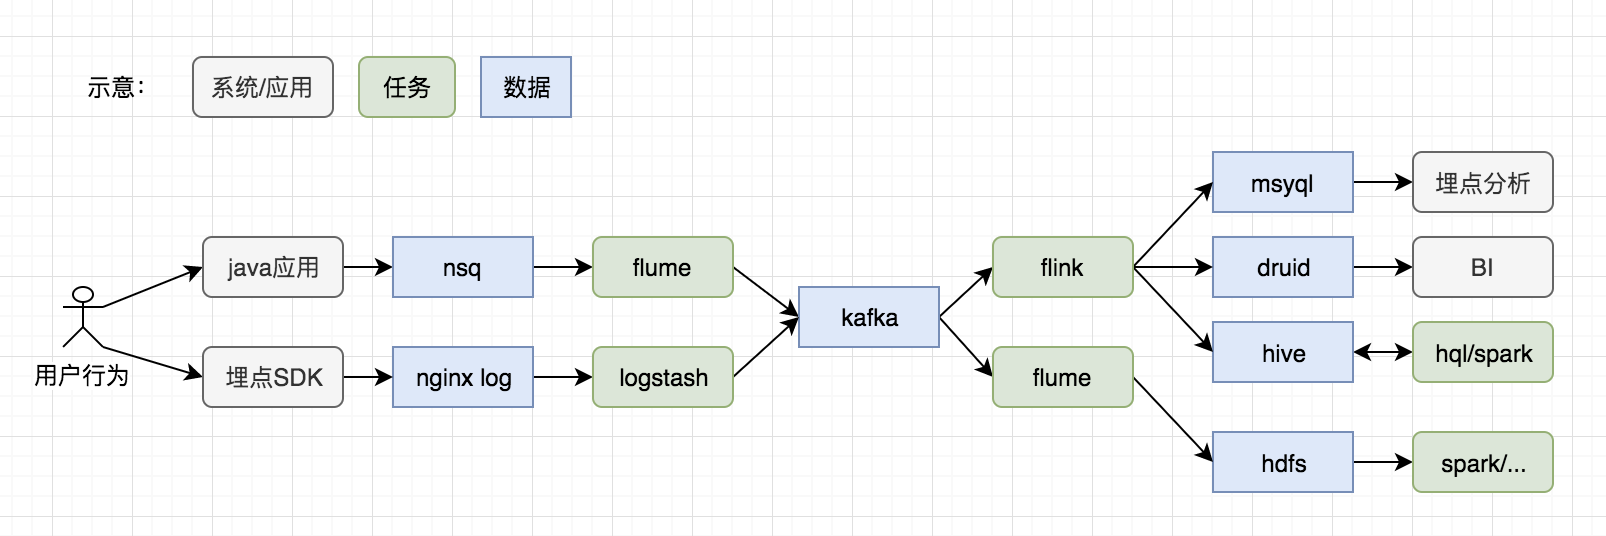 示意：
系统/应用
任务
数据
用户行为
java应用
nsq
flume
埋点SDK
nginx log
logstash
kafka
flink
flume
msyql
埋点分析
druid
BI
hive
hql/spark
hdfs
spark/...